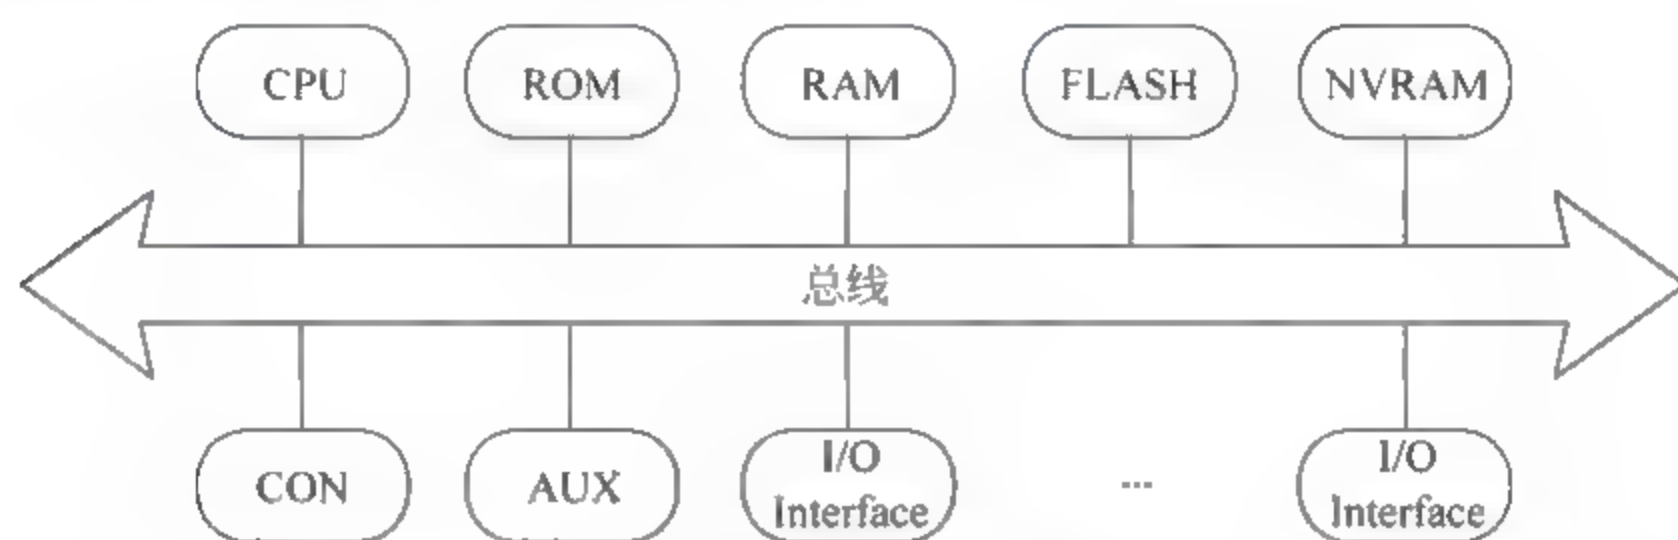 CPU
ROM
RAM
FLASH
NVRAM
总线
CON
AUX
I/O
Interface
...
I/O
Interface